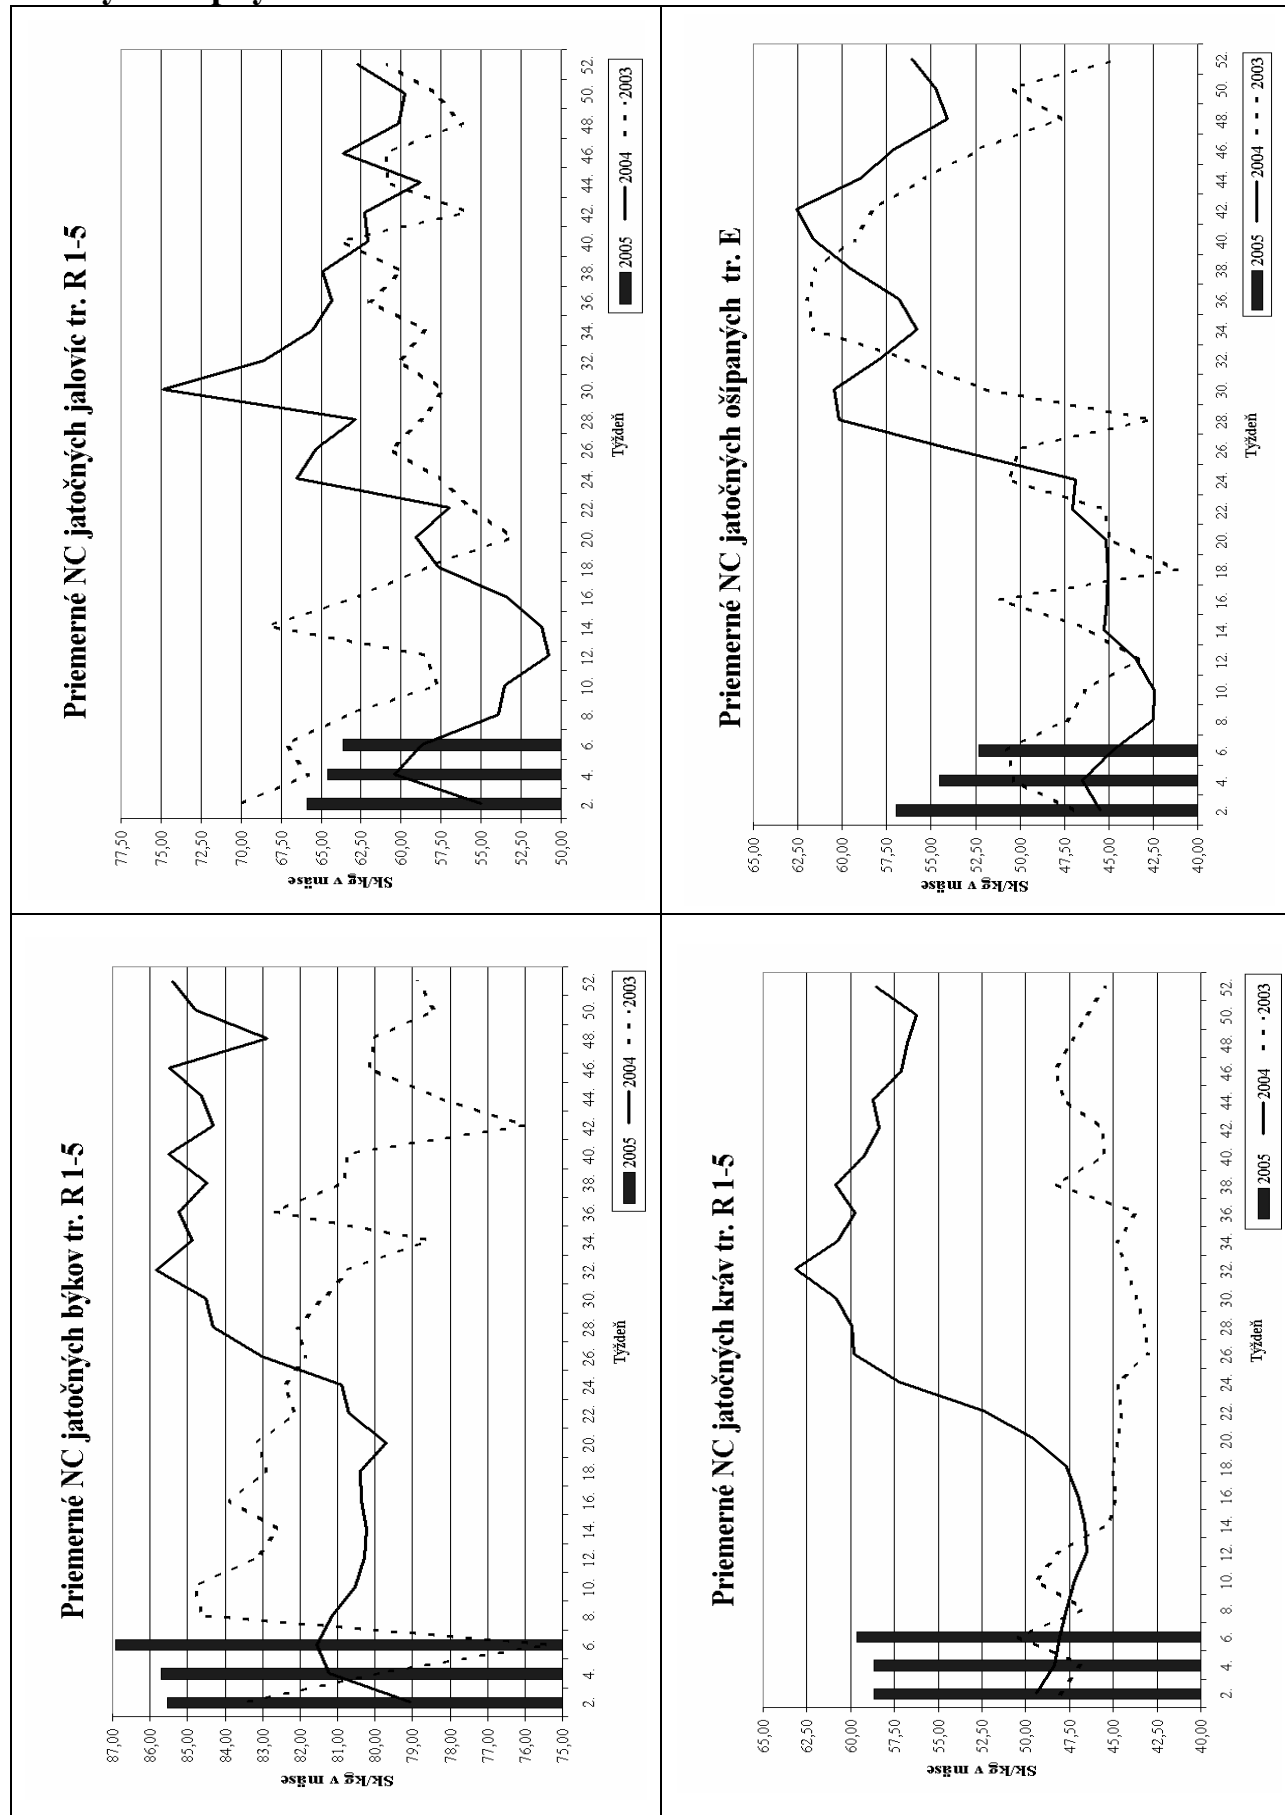 Priemerné NC jatočných býkov tr. R 1-5
Sk/kg v mäse
87,00
86,00
85,00
84,00
83,00
82,00
81,00
80,00
79,00
78,00
77,00
76,00
75,00
2. 4. 6. 8. 10. 12. 14. 16. 18. 20. 22. 24. 26. 28. 30. 32. 34. 36. 38. 40. 42. 44. 46. 48. 50. 52.
Týždeň
2005 2004 2003
Priemerné NC jatočných jalovíc tr. R 1-5
Sk/kg v mäse
77,50
75,00
72,50
70,00
67,50
65,00
62,50
60,00
57,50
55,00
52,50
50,00
2. 4. 6. 8. 10. 12. 14. 16. 18. 20. 22. 24. 26. 28. 30. 32. 34. 36. 38. 40. 42. 44. 46. 48. 50. 52.
Týždeň
2005 2004 2003
Priemerné NC jatočných kráv tr. R 1-5
Sk/kg v mäse
65,00
62,50
60,00
57,50
55,00
52,50
50,00
47,50
45,00
42,50
40,00
2. 4. 6. 8. 10. 12. 14. 16. 18. 20. 22. 24. 26. 28. 30. 32. 34. 36. 38. 40. 42. 44. 46. 48. 50. 52.
Týždeň
2005 2004 2003
Priemerné NC jatočných ošípaných tr. E
Sk/kg v mäse
65,00
62,50
60,00
57,50
55,00
52,50
50,00
47,50
45,00
42,50
40,00
2. 4. 6. 8. 10. 12. 14. 16. 18. 20. 22. 24. 26. 28. 30. 32. 34. 36. 38. 40. 42. 44. 46. 48. 50. 52.
Týždeň
2005 2004 2003